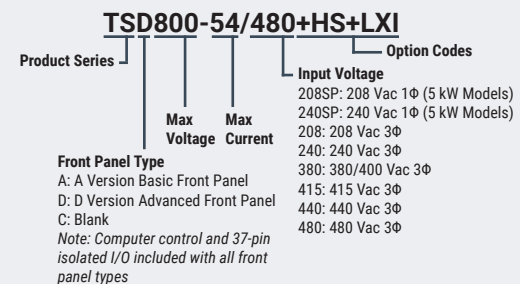 TSD800-54/480+HS+LXI
Product Series
Option Codes
Max
Voltage
Max
Current
Input Voltage
208SP: 208 Vac 1Φ (5 kW Models)
240SP: 240 Vac 1Φ (5 kW Models)
208: 208 Vac 3Φ
240: 240 Vac 3Φ
380: 380/400 Vac 3Φ
415: 415 Vac 3Φ
440: 440 Vac 3Φ
480: 480 Vac 3Φ
Front Panel Type
A: A Version Basic Front Panel
D: D Version Advanced Front Panel
C: Blank
Note: Computer control and 37-pin
isolated I/O included with all front
panel types